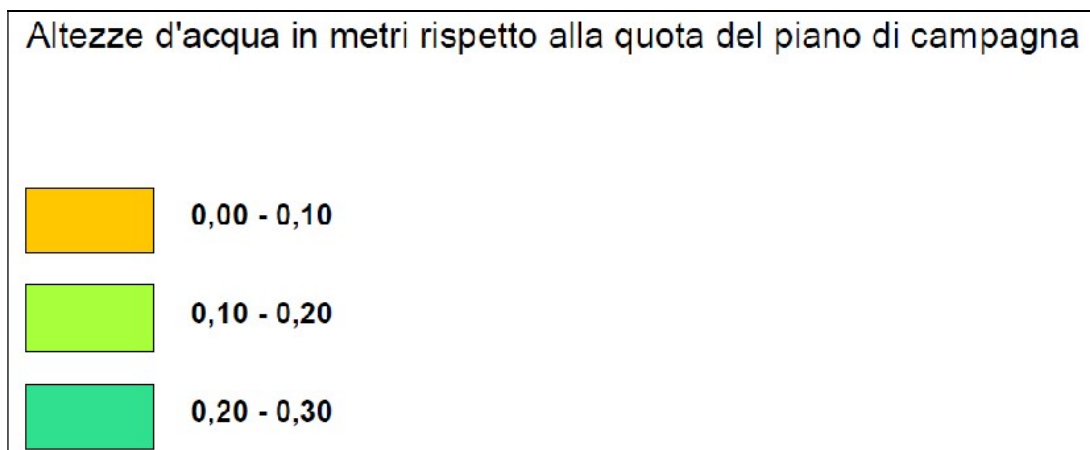 Altezze d'acqua in metri rispetto alla quota del piano di campagna
0,00 - 0,10
0,10 - 0,20
0,20 - 0,30